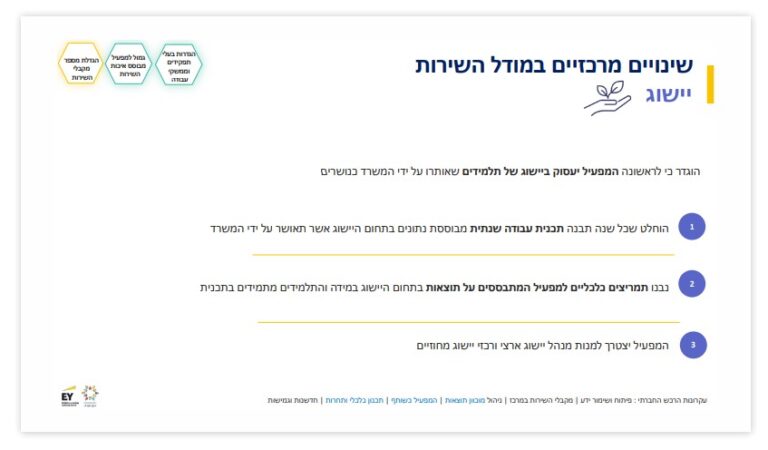 שינויים מרכזיים במודל השירות
יישוג
הגדרות בעלי
תפקידים
וממשקי
עבודה
גמול למפעיל
מבוסס איכות
השירות
הגדלת מספר
מקבלי
השירות
הוגדר כי לראשונה המפעיל יעסוק ביישוג של תלמידים שאותרו על ידי המשרד כנושרים
1
הוחלט שכל שנה תבנה תכנית עבודה שנתית מבוססת נתונים בתחום היישוג אשר תאושר על ידי המשרד
2
נבנו תמריצים כלכליים למפעיל המתבססים על תוצאות בתחום היישוג במידה והתלמידים מתמידים בתכנית
3
המפעיל יצטרך למנות מנהל יישוג ארצי ורכזי יישוג מחוזיים
עקרונות הרכש החברתי : פיתוח ושימור ידע | מקבלי השירות במרכז | ניהול מוכוון תוצאות | המפעיל כשותף | תכנון כלכלי ותחרות | חדשנות וגמישות
EY